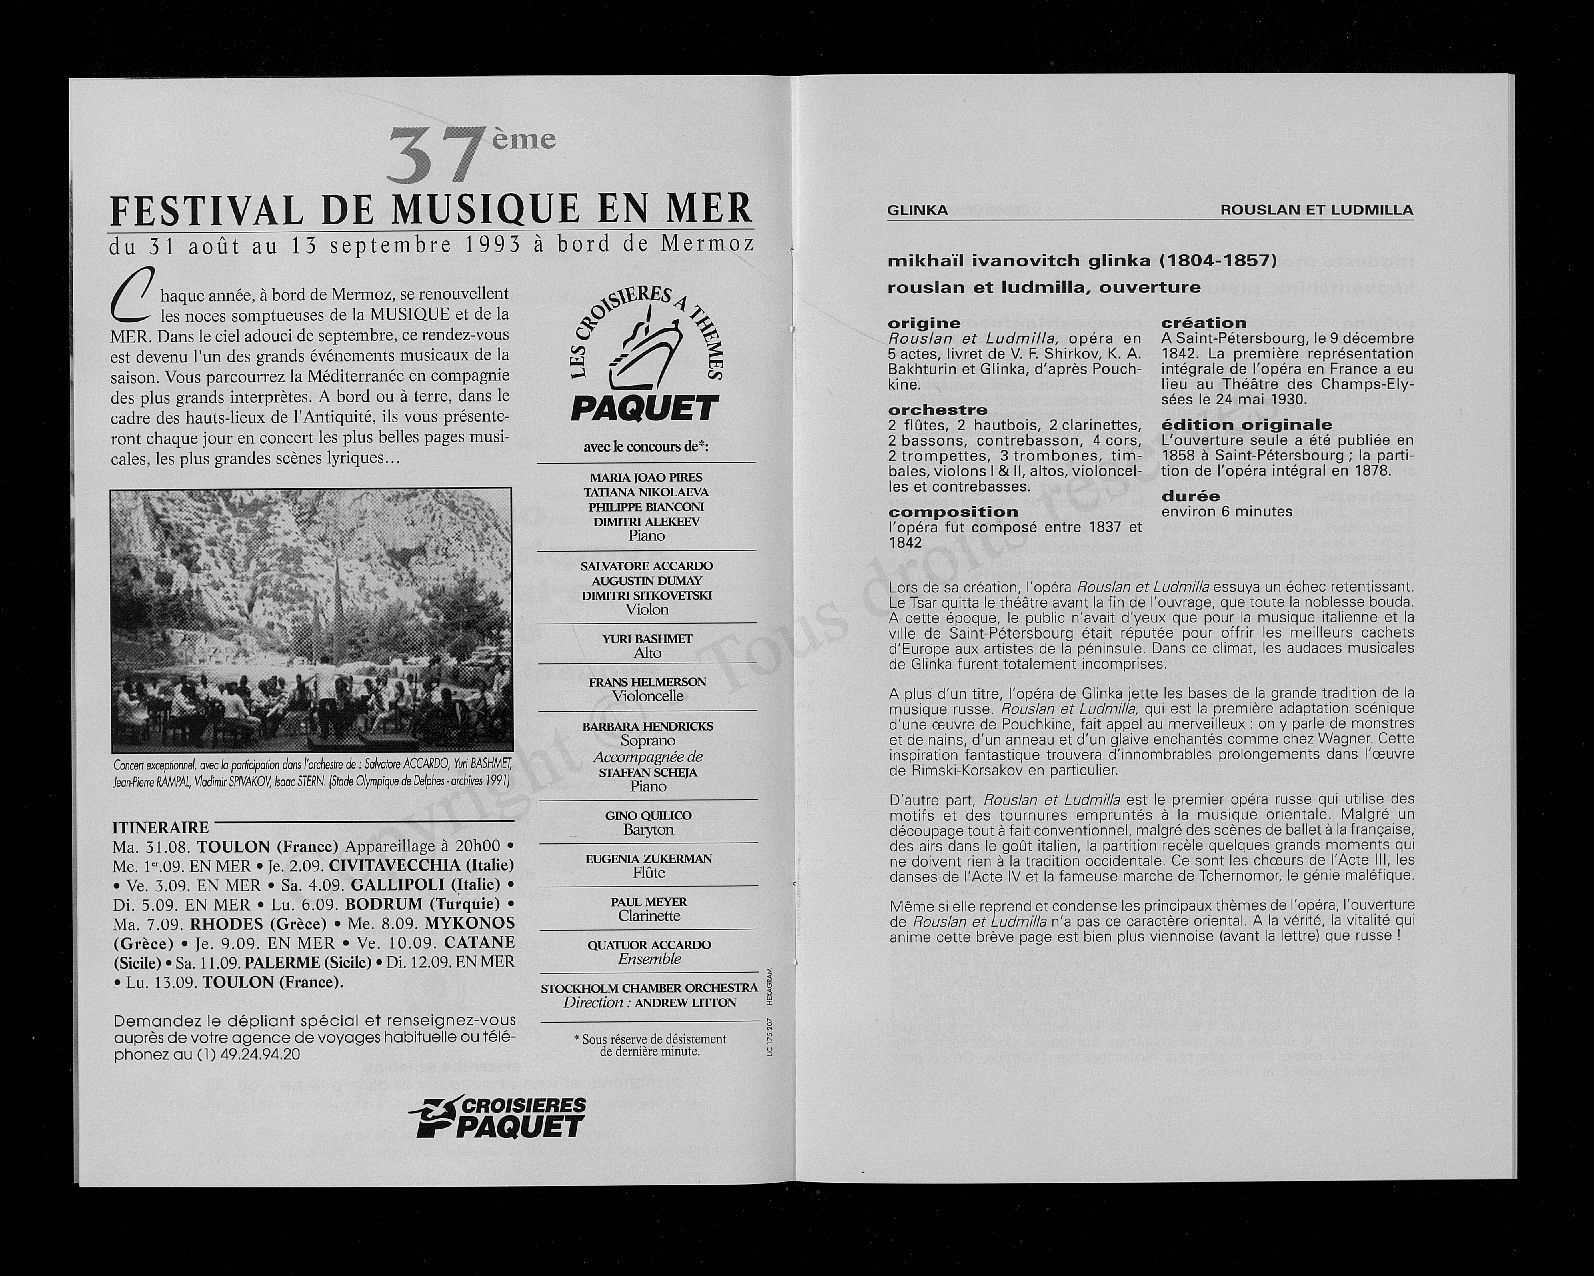 37ème
FESTIVAL DE MUSIQUE EN MER
du 31 août au 13 septembre 1993 à bord de Mermoz
Chaque année, à bord de Mermoz, se renouvellent
les noces somptueuses de la MUSIQUE et de la
MER. Dans le ciel adouci de septembre, ce rendez-vous
est devenu l'un des grands événements musicaux de la
saison. Vous parcourrez la Méditerranée en compagnie
des plus grands interprètes. A bord ou à terre, dans le
cadre des hauts-lieux de l'Antiquité, ils vous présente-
ront chaque jour en concert les plus belles pages musi-
cales, les plus grandes scènes lyriques...
Concert exceptionnel, avec la participation dans l'orchestre de : Salvatore ACCARDO, Yuri BASHMET,
Jean-Pierre RAMPAL, Vladimir SPIVAKOV, Isaac STERN. (Stade Olympique de Delphes - archives 1991)
ITINERAIRE
Ma. 31.08. TOULON (France) Appareillage à 20h00 •
Me. 1er.09. EN MER • Je. 2.09. CIVITAVECCHIA (Italie)
• Ve. 3.09. EN MER • Sa. 4.09. GALLIPOLI (Italie) •
Di. 5.09. EN MER • Lu. 6.09. BODRUM (Turquie) •
Ma. 7.09. RHODES (Grèce) • Me. 8.09. MYKONOS
(Grèce) • Je. 9.09. EN MER • Ve. 10.09. CATANE
(Sicile) • Sa. 11.09. PALERME (Sicile) • Di. 12.09. EN MER
• Lu. 13.09. TOULON (France).
Demandez le dépliant spécial et renseignez-vous
auprès de votre agence de voyages habituelle ou télé-
phonez au (1) 49.24.94.20
LES CROISIERES A THEMES
PAQUET
avec le concours de*:
MARIA JOAO PIRES
TATIANA NIKOLAEVA
PHILIPPE BIANCONI
DIMITRI ALEKEEV
Piano
SALVATORE ACCARDO
AUGUSTIN DUMAY
DIMITRI SITKOVETSKI
Violon
YURI BASHMET
Alto
FRANS HELMERSON
Violoncelle
BARBARA HENDRICKS
Soprano
Accompagnée de
STAFFAN SCHEJA
Piano
GINO QUILICO
Baryton
EUGENIA ZUKERMAN
Flûte
PAUL MEYER
Clarinette
QUATUOR ACCARDO
Ensemble
STOCKHOLM CHAMBER ORCHESTRA
Direction : ANDREW LITTON
* Sous réserve de désistement
de dernière minute.
LIC 175 207 HEXAGRAM
CROISIERES
PAQUET
GLINKA ROUSLAN ET LUDMILLA
mikhaïl ivanovitch glinka (1804-1857)
rouslan et ludmilla, ouverture
origine
Rouslan et Ludmilla, opéra en
5 actes, livret de V. F. Shirkov, K. A.
Bakhturin et Glinka, d'après Pouch-
kine.
orchestre
2 flûtes, 2 hautbois, 2 clarinettes,
2 bassons, contrebasson, 4 cors,
2 trompettes, 3 trombones, tim-
bales, violons I & II, altos, violoncel-
les et contrebasses.
composition
l'opéra fut composé entre 1837 et
1842
création
A Saint-Pétersbourg, le 9 décembre
1842. La première représentation
intégrale de l'opéra en France a eu
lieu au Théâtre des Champs-Ely-
sées le 24 mai 1930.
édition originale
L'ouverture seule a été publiée en
1858 à Saint-Pétersbourg ; la parti-
tion de l'opéra intégral en 1878.
durée
environ 6 minutes
Lors de sa création, l'opéra Rouslan et Ludmilla essuya un échec retentissant.
Le Tsar quitta le théâtre avant la fin de l'ouvrage, que toute la noblesse bouda.
A cette époque, le public n'avait d'yeux que pour la musique italienne et la
ville de Saint-Pétersbourg était réputée pour offrir les meilleurs cachets
d'Europe aux artistes de la péninsule. Dans ce climat, les audaces musicales
de Glinka furent totalement incomprises.
A plus d'un titre, l'opéra de Glinka jette les bases de la grande tradition de la
musique russe. Rouslan et Ludmilla, qui est la première adaptation scénique
d'une œuvre de Pouchkine, fait appel au merveilleux : on y parle de monstres
et de nains, d'un anneau et d'un glaive enchantés comme chez Wagner. Cette
inspiration fantastique trouvera d'innombrables prolongements dans l'œuvre
de Rimski-Korsakov en particulier.
D'autre part, Rouslan et Ludmilla est le premier opéra russe qui utilise des
motifs et des tournures empruntés à la musique orientale. Malgré un
découpage tout à fait conventionnel, malgré des scènes de ballet à la française,
des airs dans le goût italien, la partition recèle quelques grands moments qui
ne doivent rien à la tradition occidentale. Ce sont les chœurs de l'Acte III, les
danses de l'Acte IV et la fameuse marche de Tchernomor, le génie maléfique.
Même si elle reprend et condense les principaux thèmes de l'opéra, l'ouverture
de Rouslan et Ludmilla n'a pas ce caractère oriental. A la vérité, la vitalité qui
anime cette brève page est bien plus viennoise (avant la lettre) que russe !
Copyright © Tous droits réservés